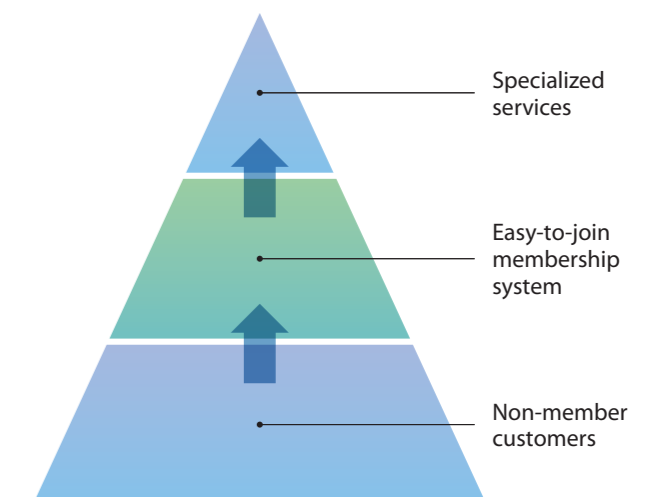 Specialized
services
Easy-to-join
membership
system
Non-member
customers